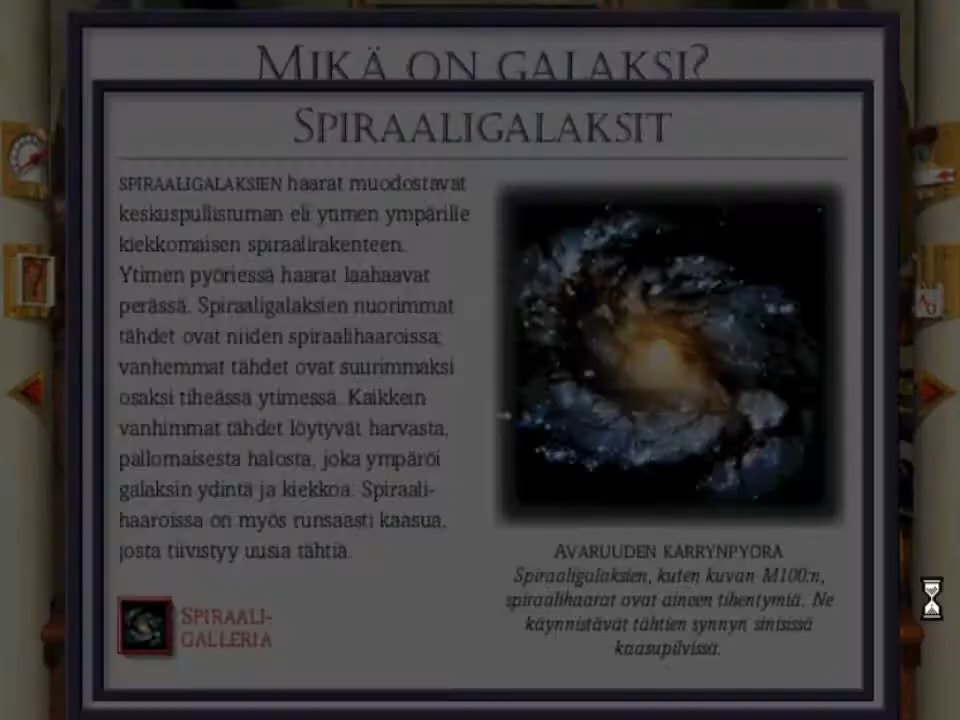 MIKÄ ON GALAKSI?
SPIRAALIGALAKSIT
SPIRAALIGALAKSIEN haarat muodostavat
keskuspullistuman eli ytimen ympärille
kiekkomaisen spiraalirakenteen.
Ytimen pyöriessä haarat laahaavat
perässä. Spiraaligalaksien nuorimmat
tähdet ovat niiden spiraalihaaroissa;
vanhemmat tähdet ovat suurimmaksi
osaksi tiheässä ytimessä. Kaikkein
vanhimmat tähdet löytyvät harvasta,
pallomaisesta halosta, joka ympäröi
galaksin ydintä ja kiekkoa. Spiraali-
haaroissa on myös runsaasti kaasua,
josta tiivistyy uusia tähtiä.
SPIRAALI-
GALLERIA
AVARUUDEN KÄRRYNPYÖRÄ
Spiraaligalaksien, kuten kuvan M100:n,
spiraalihaarat ovat aineen tihentymiä. Ne
käynnistävät tähtien synnyn sinisissä
kaasupilvissä.